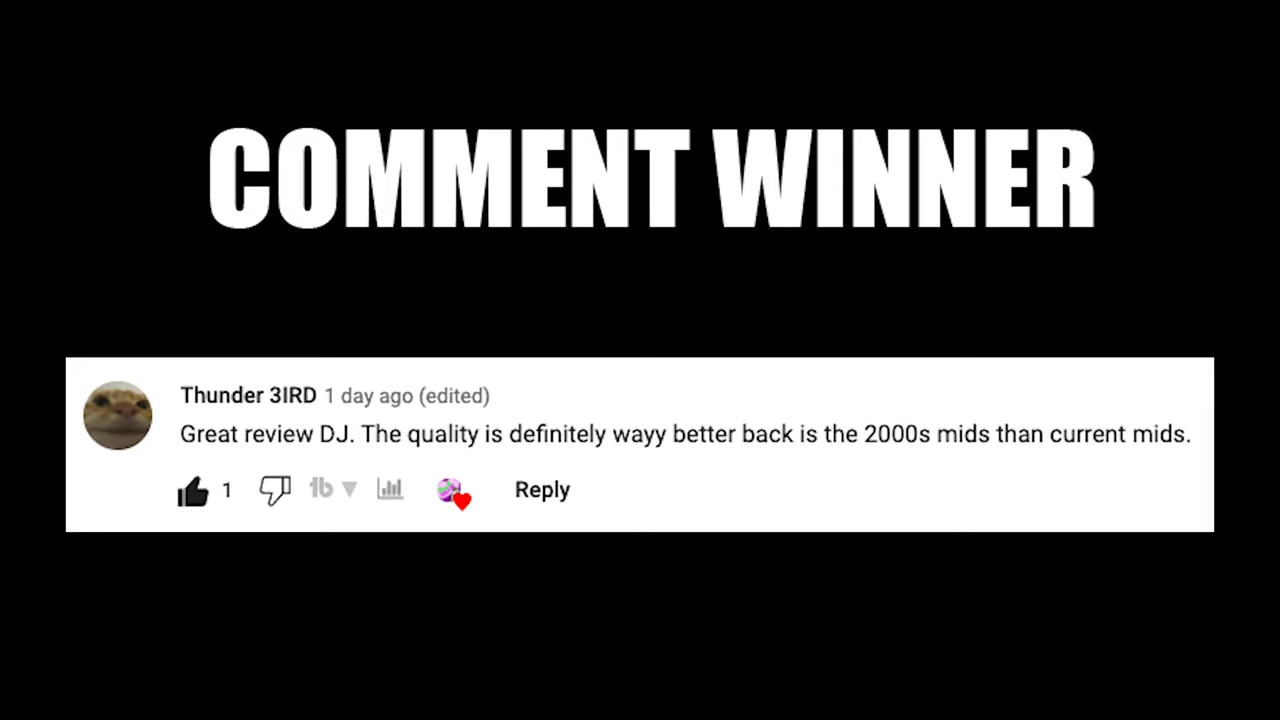 COMMENT WINNER
Thunder 3IRD 1 day ago (edited)
Great review DJ. The quality is definitely wayy better back is the 2000s mids than current mids.
1 tb Reply